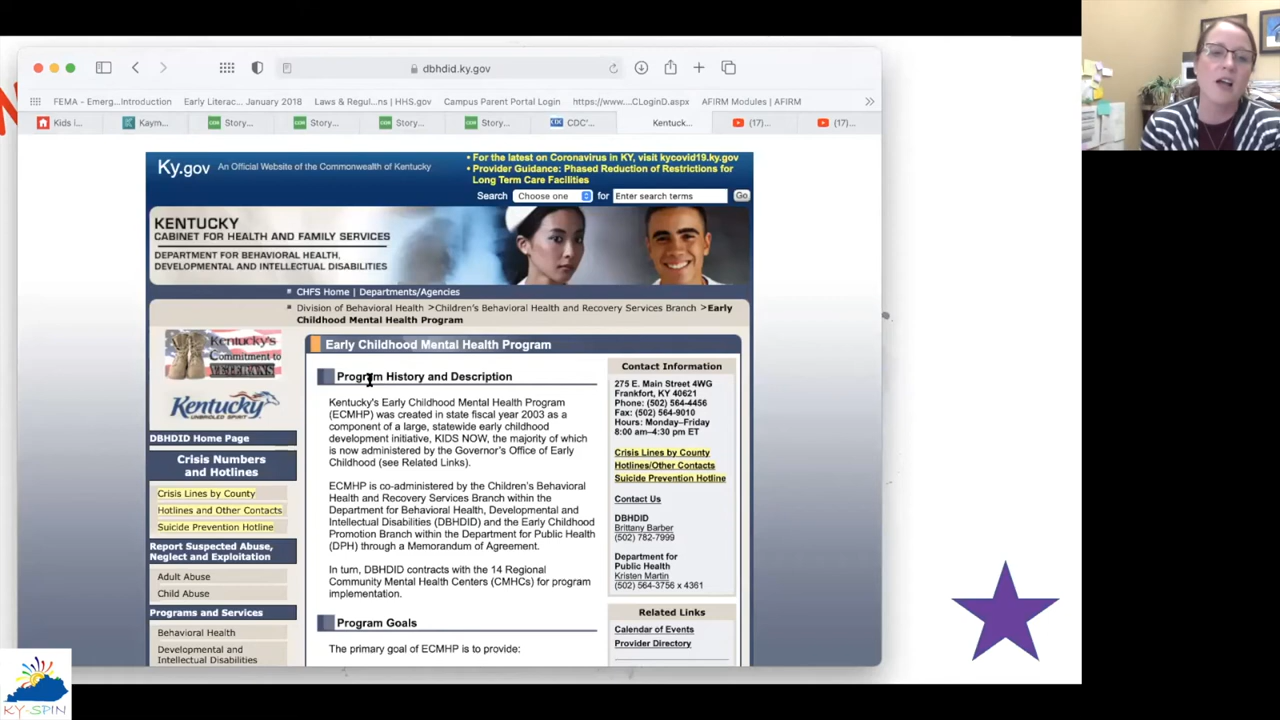 dbhdid.ky.gov
FEMA - Emerg...Introduction
Early Literac... January 2018
Laws & Regul...ns | HHS.gov
Campus Parent Portal Login
https://www....CLoginD.aspx
AFIRM Modules | AFIRM
Kids i...
Kaym...
Story...
Story...
Story...
Story...
CDC'...
Kentuck...
(17)...
(17)...
Ky.gov An Official Website of the Commonwealth of Kentucky
• For the latest on Coronavirus in KY, visit kycovid19.ky.gov
• Provider Guidance: Phased Reduction of Restrictions for
Long Term Care Facilities
Search Choose one for Enter search terms Go
KENTUCKY
CABINET FOR HEALTH AND FAMILY SERVICES
DEPARTMENT FOR BEHAVIORAL HEALTH,
DEVELOPMENTAL AND INTELLECTUAL DISABILITIES
CHFS Home | Departments/Agencies
Division of Behavioral Health >Children's Behavioral Health and Recovery Services Branch >Early
Childhood Mental Health Program
Kentucky's
Commitment to
VETERANS
Kentucky
UNBRIDLED SPIRIT
DBHDID Home Page
Crisis Numbers
and Hotlines
Crisis Lines by County
Hotlines and Other Contacts
Suicide Prevention Hotline
Report Suspected Abuse,
Neglect and Exploitation
Adult Abuse
Child Abuse
Programs and Services
Behavioral Health
Developmental and
Intellectual Disabilities
Early Childhood Mental Health Program
Program History and Description
Kentucky's Early Childhood Mental Health Program
(ECMHP) was created in state fiscal year 2003 as a
component of a large, statewide early childhood
development initiative, KIDS NOW, the majority of which
is now administered by the Governor's Office of Early
Childhood (see Related Links).
ECMHP is co-administered by the Children's Behavioral
Health and Recovery Services Branch within the
Department for Behavioral Health, Developmental and
Intellectual Disabilities (DBHDID) and the Early Childhood
Promotion Branch within the Department for Public Health
(DPH) through a Memorandum of Agreement.
In turn, DBHDID contracts with the 14 Regional
Community Mental Health Centers (CMHCs) for program
implementation.
Program Goals
The primary goal of ECMHP is to provide:
Contact Information
275 E. Main Street 4WG
Frankfort, KY 40621
Phone: (502) 564-4456
Fax: (502) 564-9010
Hours: Monday–Friday
8:00 am–4:30 pm ET
Crisis Lines by County
Hotlines/Other Contacts
Suicide Prevention Hotline
Contact Us
DBHDID
Brittany Barber
(502) 782-7999
Department for
Public Health
Kristen Martin
(502) 564-3756 x 4361
Related Links
Calendar of Events
Provider Directory
KY-SPIN